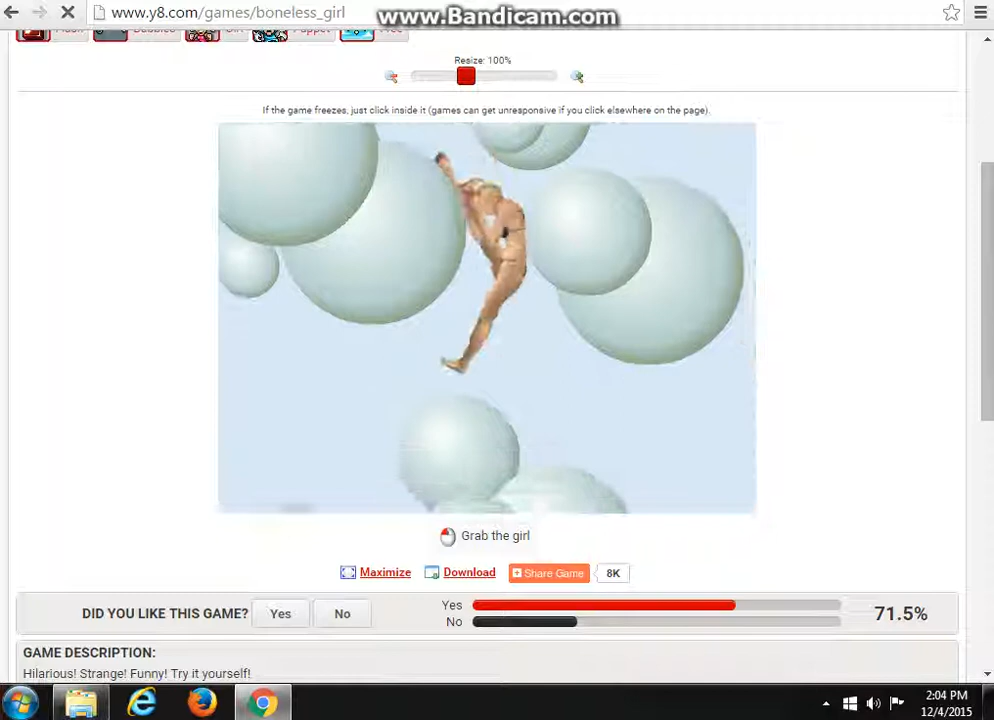 www.y8.com/games/boneless_girl
www.Bandicam.com
Resize: 100%
If the game freezes, just click inside it (games can get unresponsive if you click elsewhere on the page).
Grab the girl
Maximize Download Share Game 8K
DID YOU LIKE THIS GAME? Yes No Yes 71.5%
No
GAME DESCRIPTION:
Hilarious! Strange! Funny! Try it yourself!
2:04 PM
12/4/2015